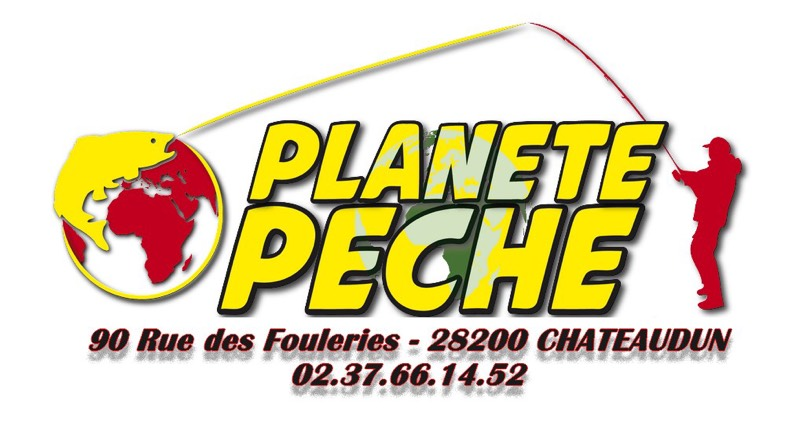 PLANETE
PECHE
90 Rue des Fouleries - 28200 CHATEAUDUN
02.37.66.14.52